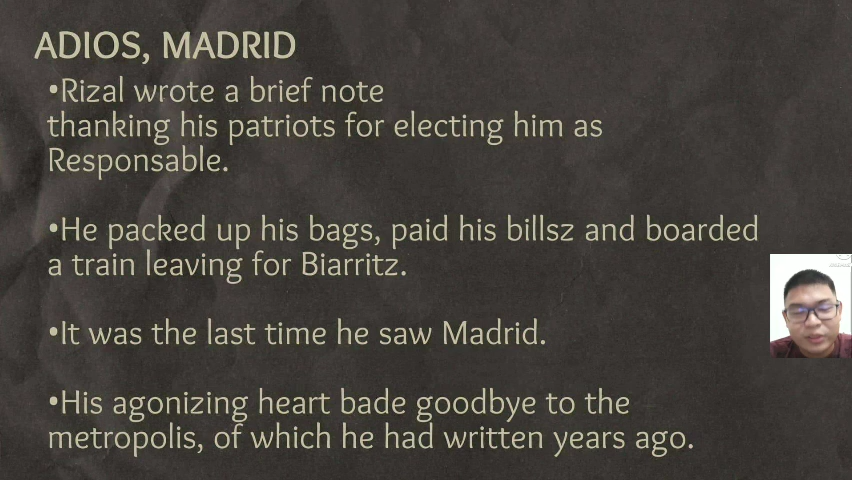 ADIOS, MADRID
•Rizal wrote a brief note
thanking his patriots for electing him as
Responsable.
•He packed up his bags, paid his billsz and boarded
a train leaving for Biarritz.
•It was the last time he saw Madrid.
•His agonizing heart bade goodbye to the
metropolis, of which he had written years ago.